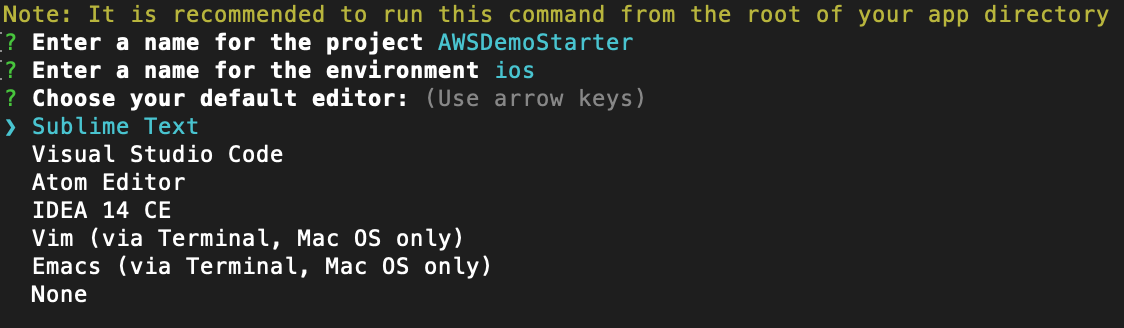 Note: It is recommended to run this command from the root of your app directory
? Enter a name for the project AWSDemoStarter
? Enter a name for the environment ios
? Choose your default editor: (Use arrow keys)
❯ Sublime Text
Visual Studio Code
Atom Editor
IDEA 14 CE
Vim (via Terminal, Mac OS only)
Emacs (via Terminal, Mac OS only)
None